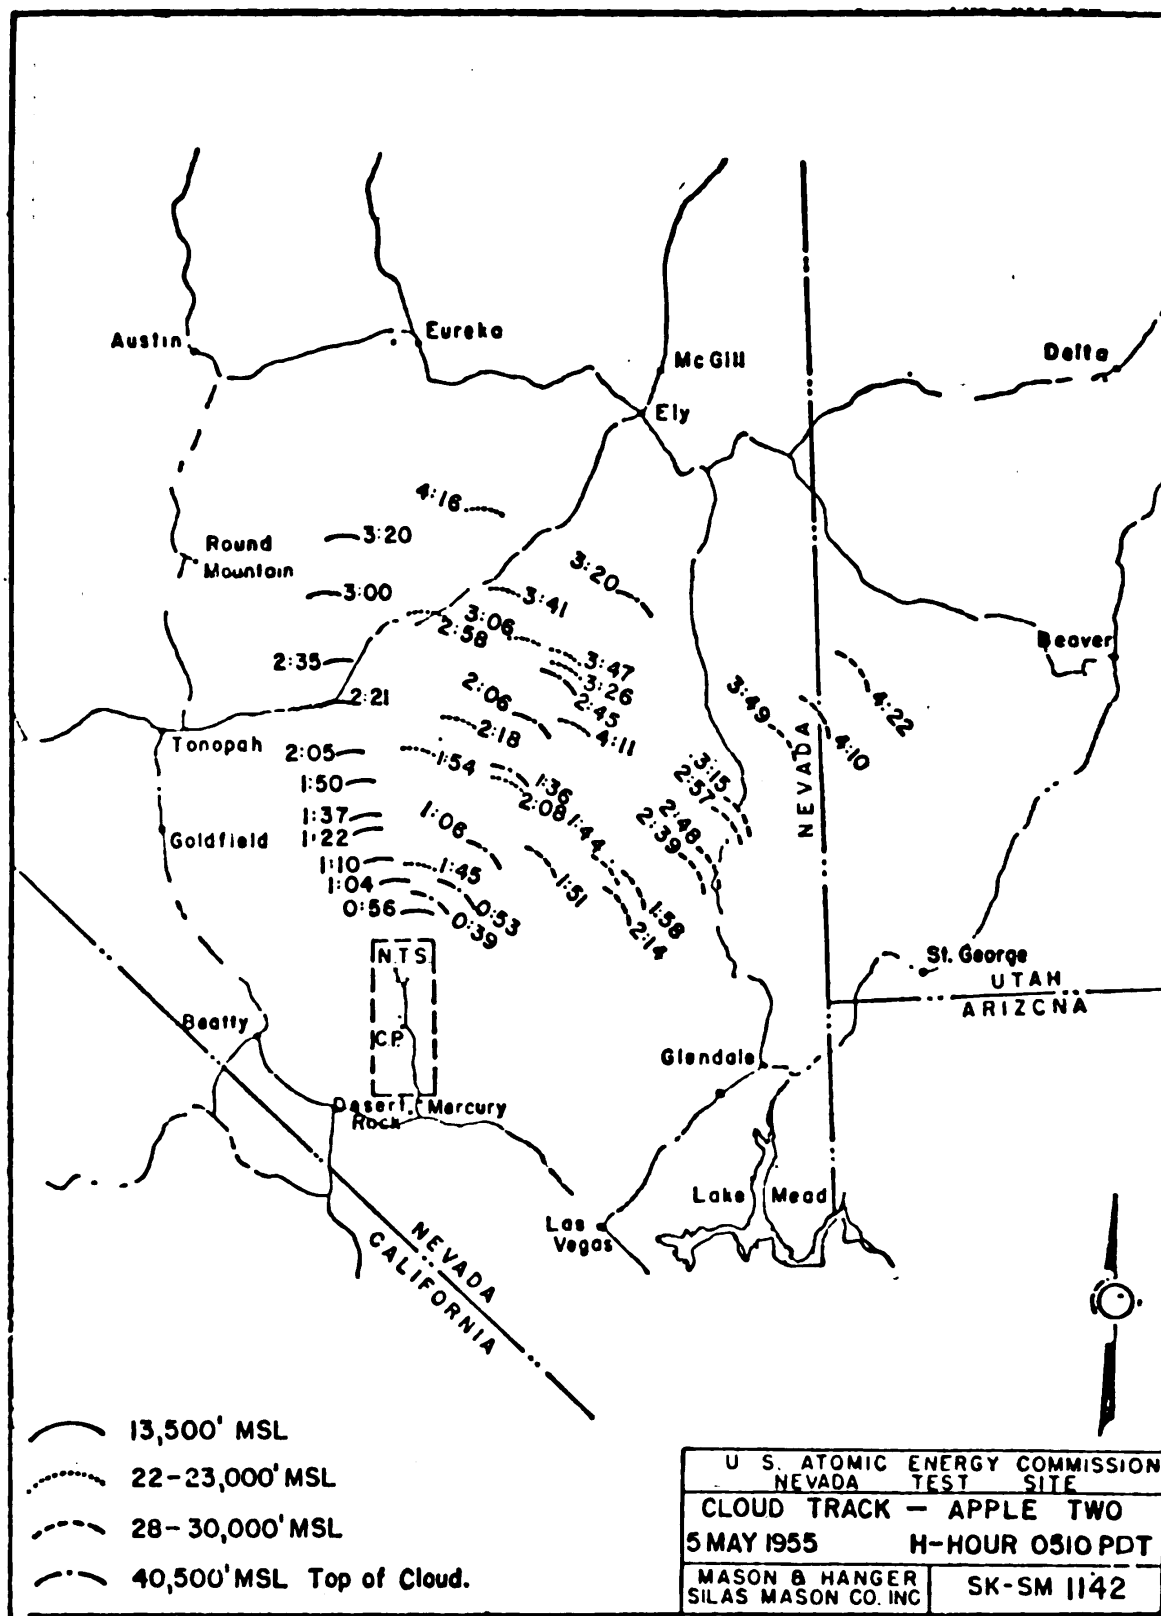 Austin
Eureka
McGill
Delta
Ely
4:16
3:20
Round
Mountain
3:20
3:00
3:41
3:06
2:58
Beaver
2:35
3:47
3:26
2:45
2:21
2:06
3:49
4:22
Tonopah
2:18
4:11
4:10
NEVADA
2:05
1:54
3:15
2:57
1:50
1:36
2:08
1:44
2:48
2:39
1:37
1:22
Goldfield
1:06
1:10
1:45
1:51
1:04
0:56
0:53
0:39
1:58
2:14
N.T.S.
St. George
UTAH
ARIZONA
Beatty
C.P.
Glendale
Desert
Rock
Mercury
Lake Mead
Las
Vegas
NEVADA
CALIFORNIA
13,500' MSL
22-23,000' MSL
28-30,000' MSL
40,500' MSL Top of Cloud.
U S. ATOMIC ENERGY COMMISSION
NEVADA TEST SITE
CLOUD TRACK — APPLE TWO
5 MAY 1955 H-HOUR 0510 PDT
MASON & HANGER
SILAS MASON CO. INC
SK-SM 1142